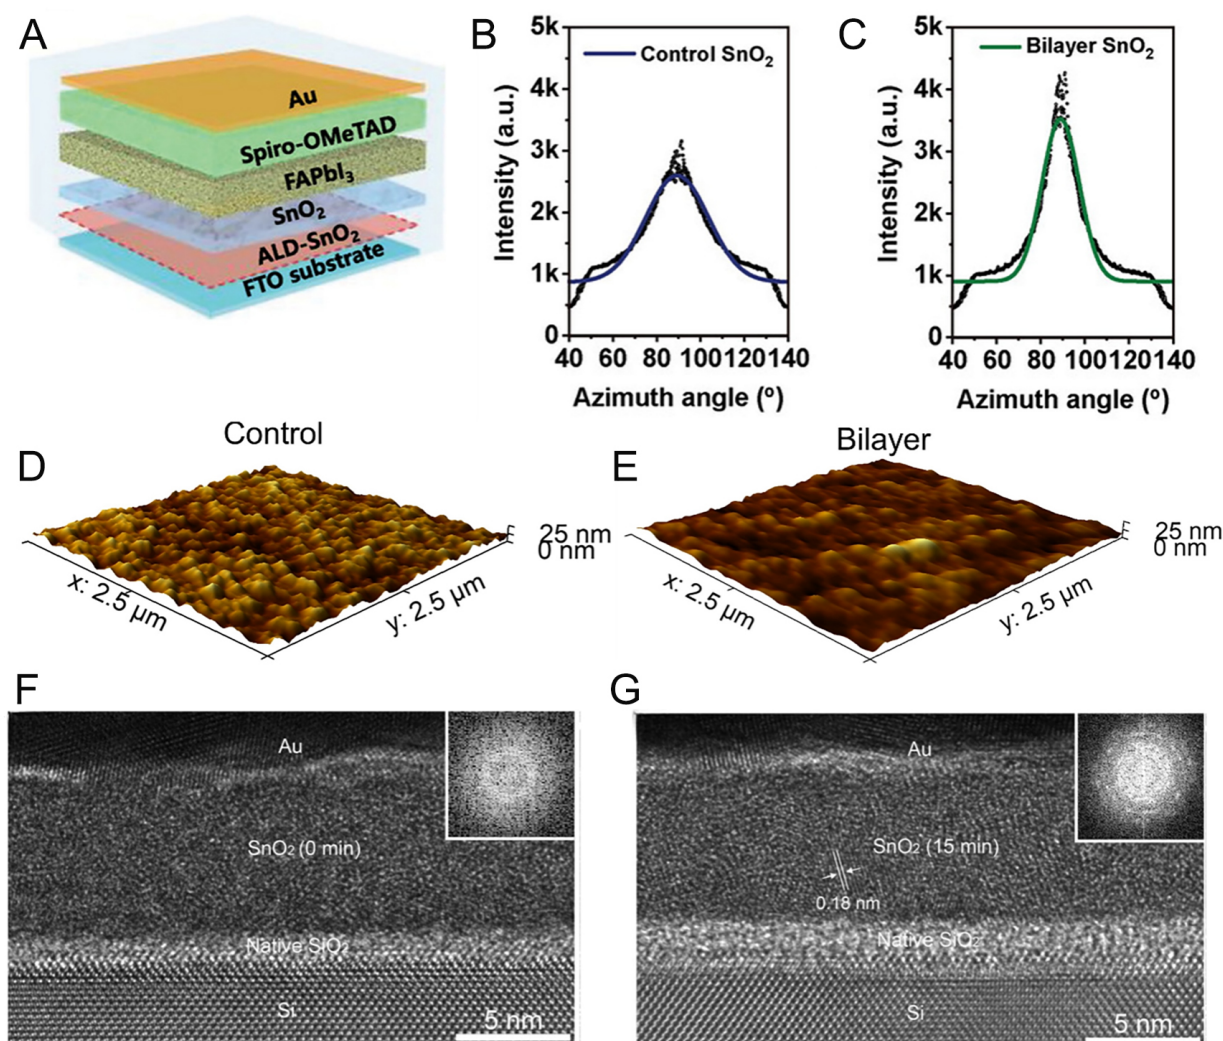 A
Au
Spiro-OMeTAD
FAPbI₃
SnO₂
ALD-SnO₂
FTO substrate
B
5k
4k
3k
2k
1k
0
Intensity (a.u.)
Control SnO₂
40 60 80 100 120 140
Azimuth angle (º)
C
5k
4k
3k
2k
1k
0
Intensity (a.u.)
Bilayer SnO₂
40 60 80 100 120 140
Azimuth angle (º)
Control
D
25 nm
0 nm
x: 2.5 µm
y: 2.5 µm
Bilayer
E
25 nm
0 nm
x: 2.5 µm
y: 2.5 µm
F
Au
SnO₂ (0 min)
Native SiO₂
Si
5 nm
G
Au
SnO₂ (15 min)
0.18 nm
Native SiO₂
Si
5 nm